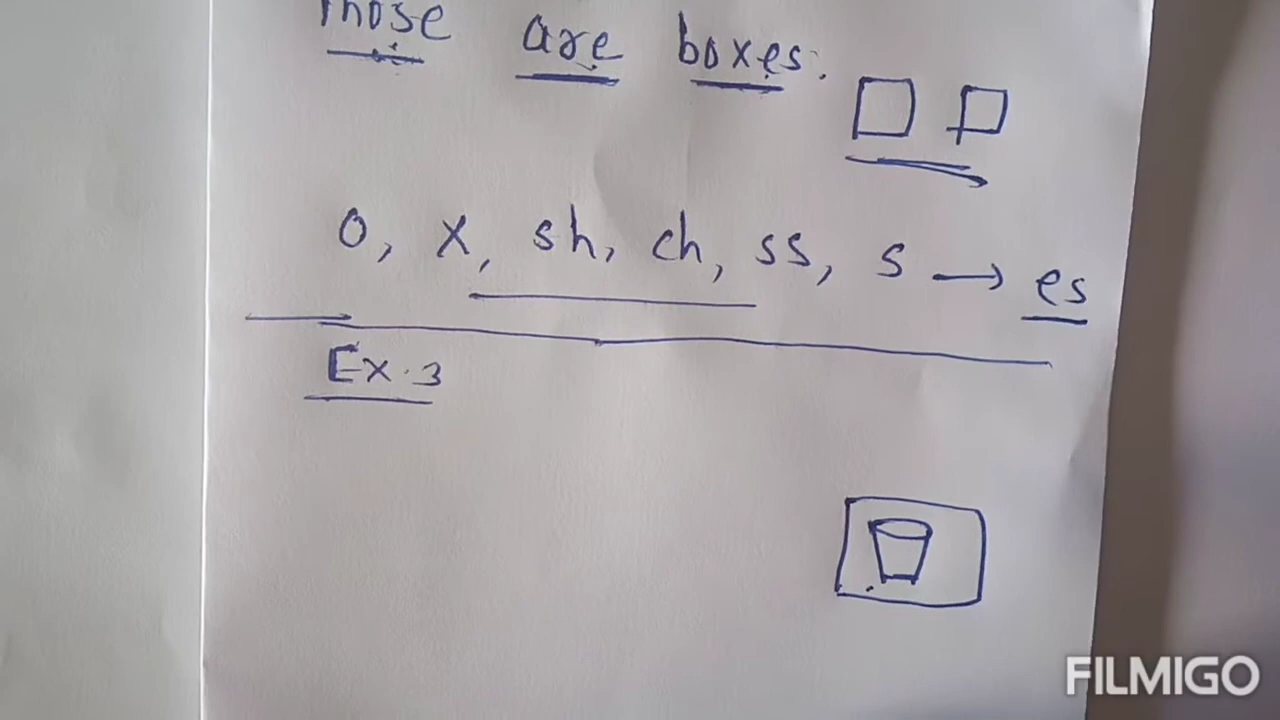 Those are boxes.
o, x, sh, ch, ss, s → es
Ex. 3
FILMIGO